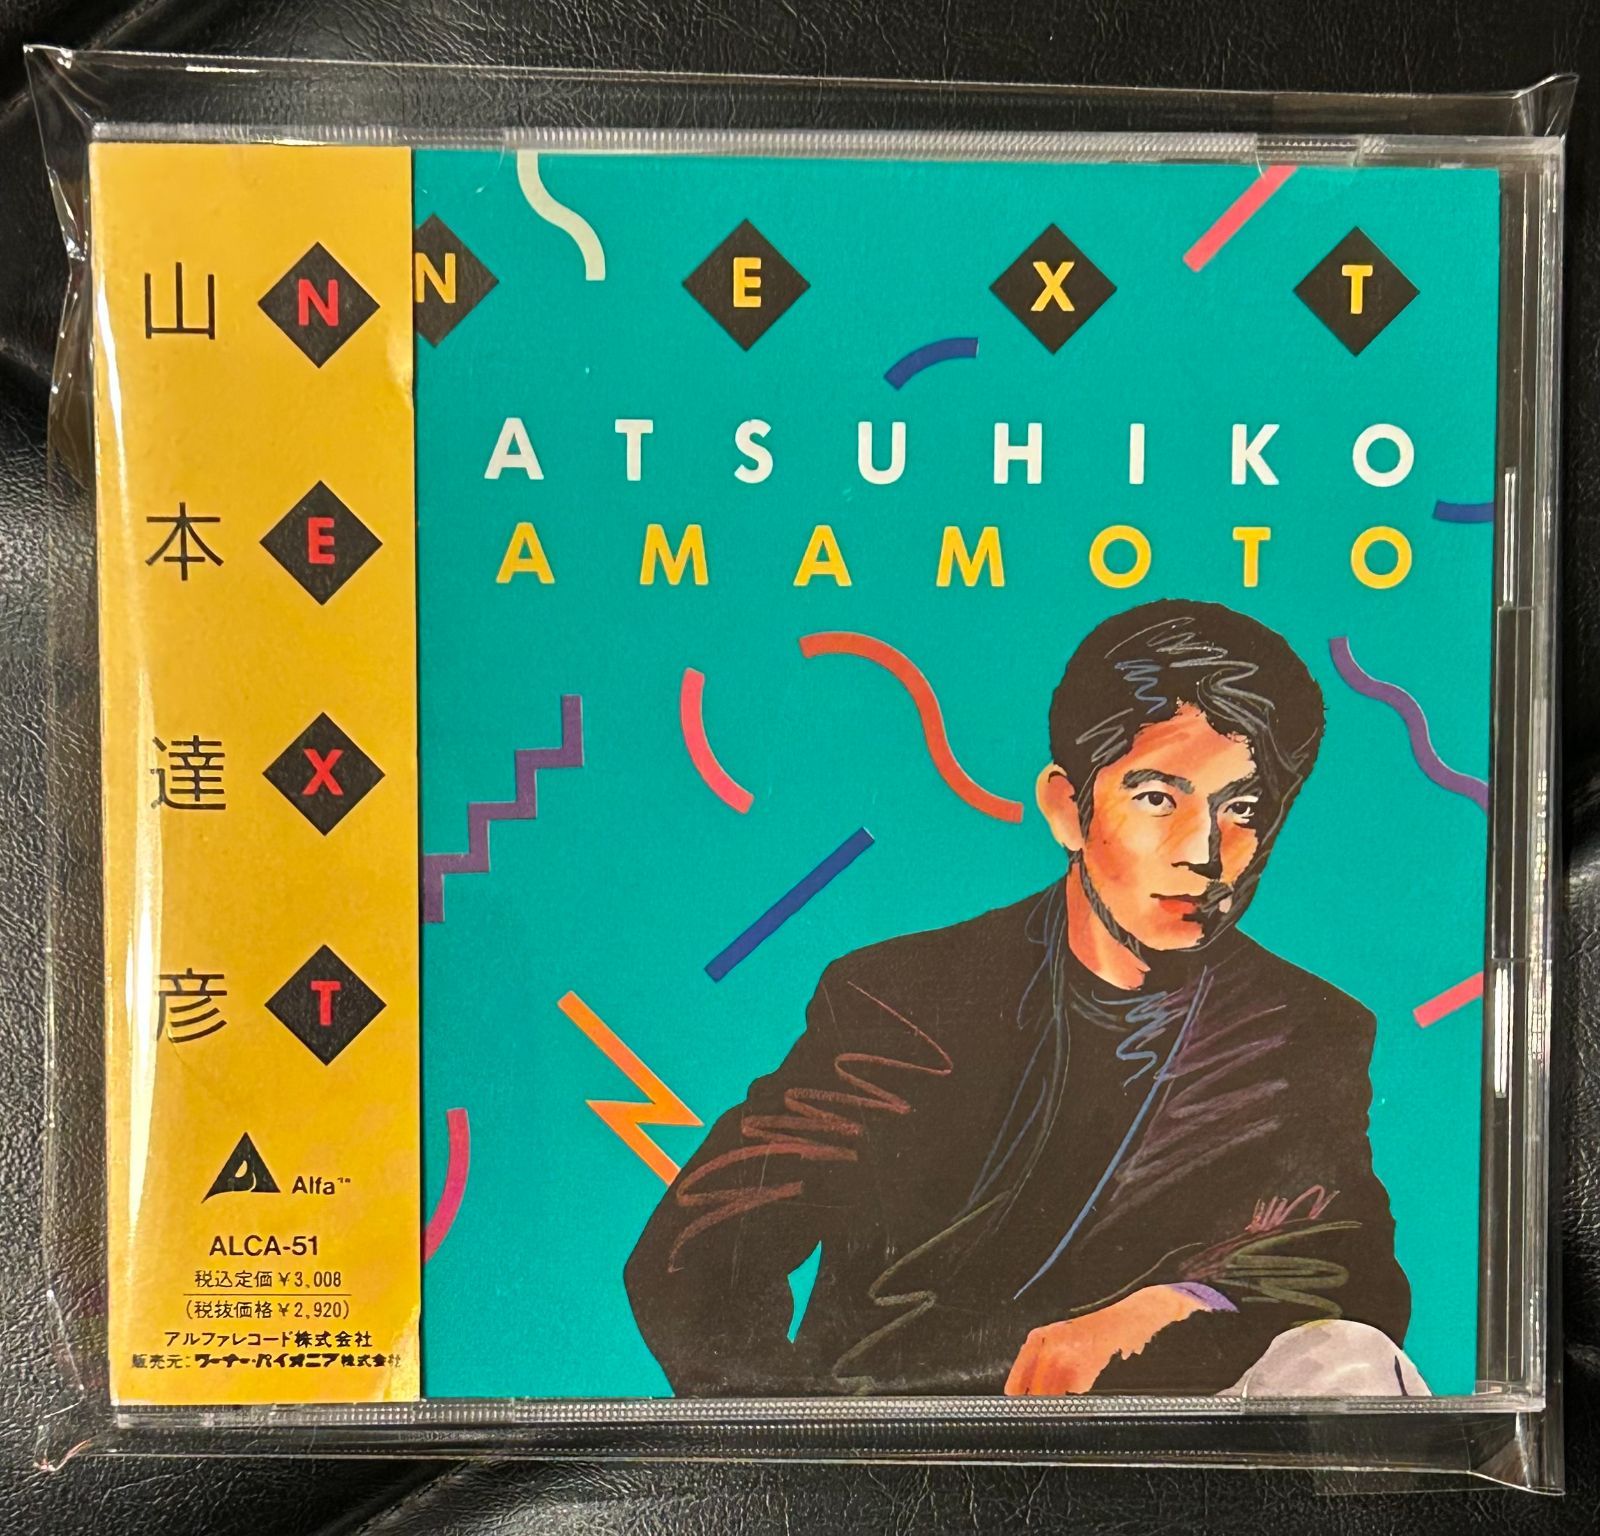 山本達彦
NEXT
Alfa
ALCA-51
税込定価¥3,008
(税抜価格¥2,920)
アルファレコード株式会社
販売元:ワーナー・パイオニア株式会社
NEXT
ATSUHIKO
AMAMOTO